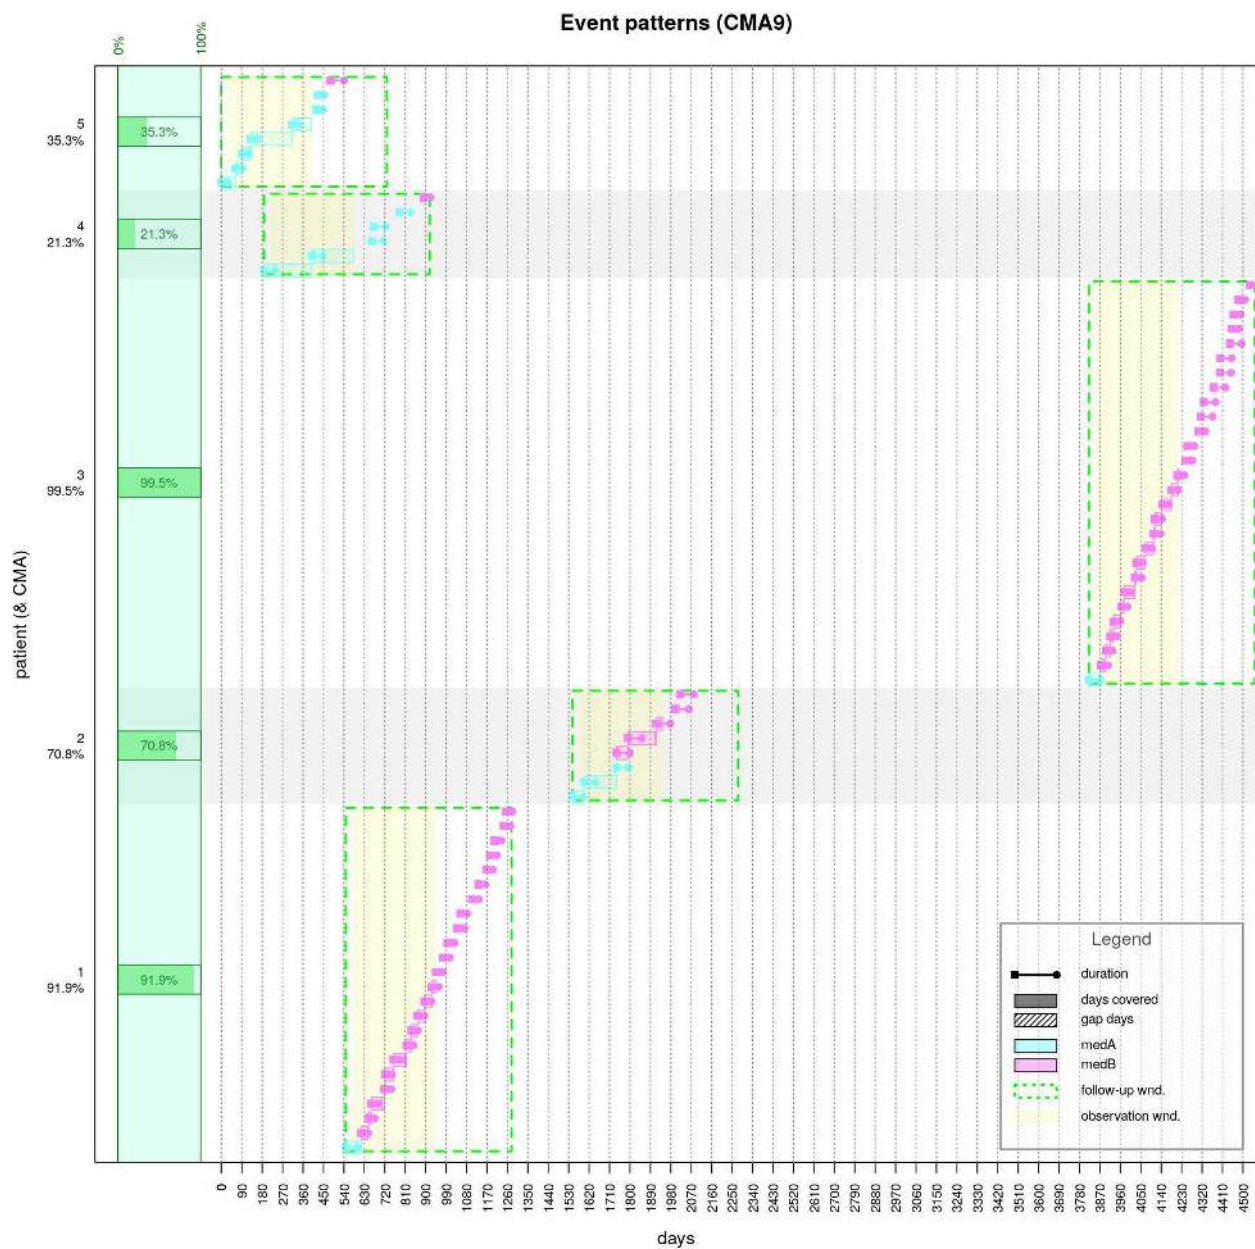 Event patterns (CMA9)
0%
100%
patient (& CMA)
5
35.3%
35.3%
4
21.3%
21.3%
3
99.5%
99.5%
2
70.8%
70.8%
1
91.9%
91.9%
Legend
duration
days covered
gap days
medA
medB
follow-up wnd.
observation wnd.
0 90 180 270 360 450 540 630 720 810 900 990 1080 1170 1260 1350 1440 1530 1620 1710 1800 1890 1980 2070 2160 2250 2340 2430 2520 2610 2700 2790 2880 2970 3060 3150 3240 3330 3420 3510 3600 3690 3780 3870 3960 4050 4140 4230 4320 4410 4500
days